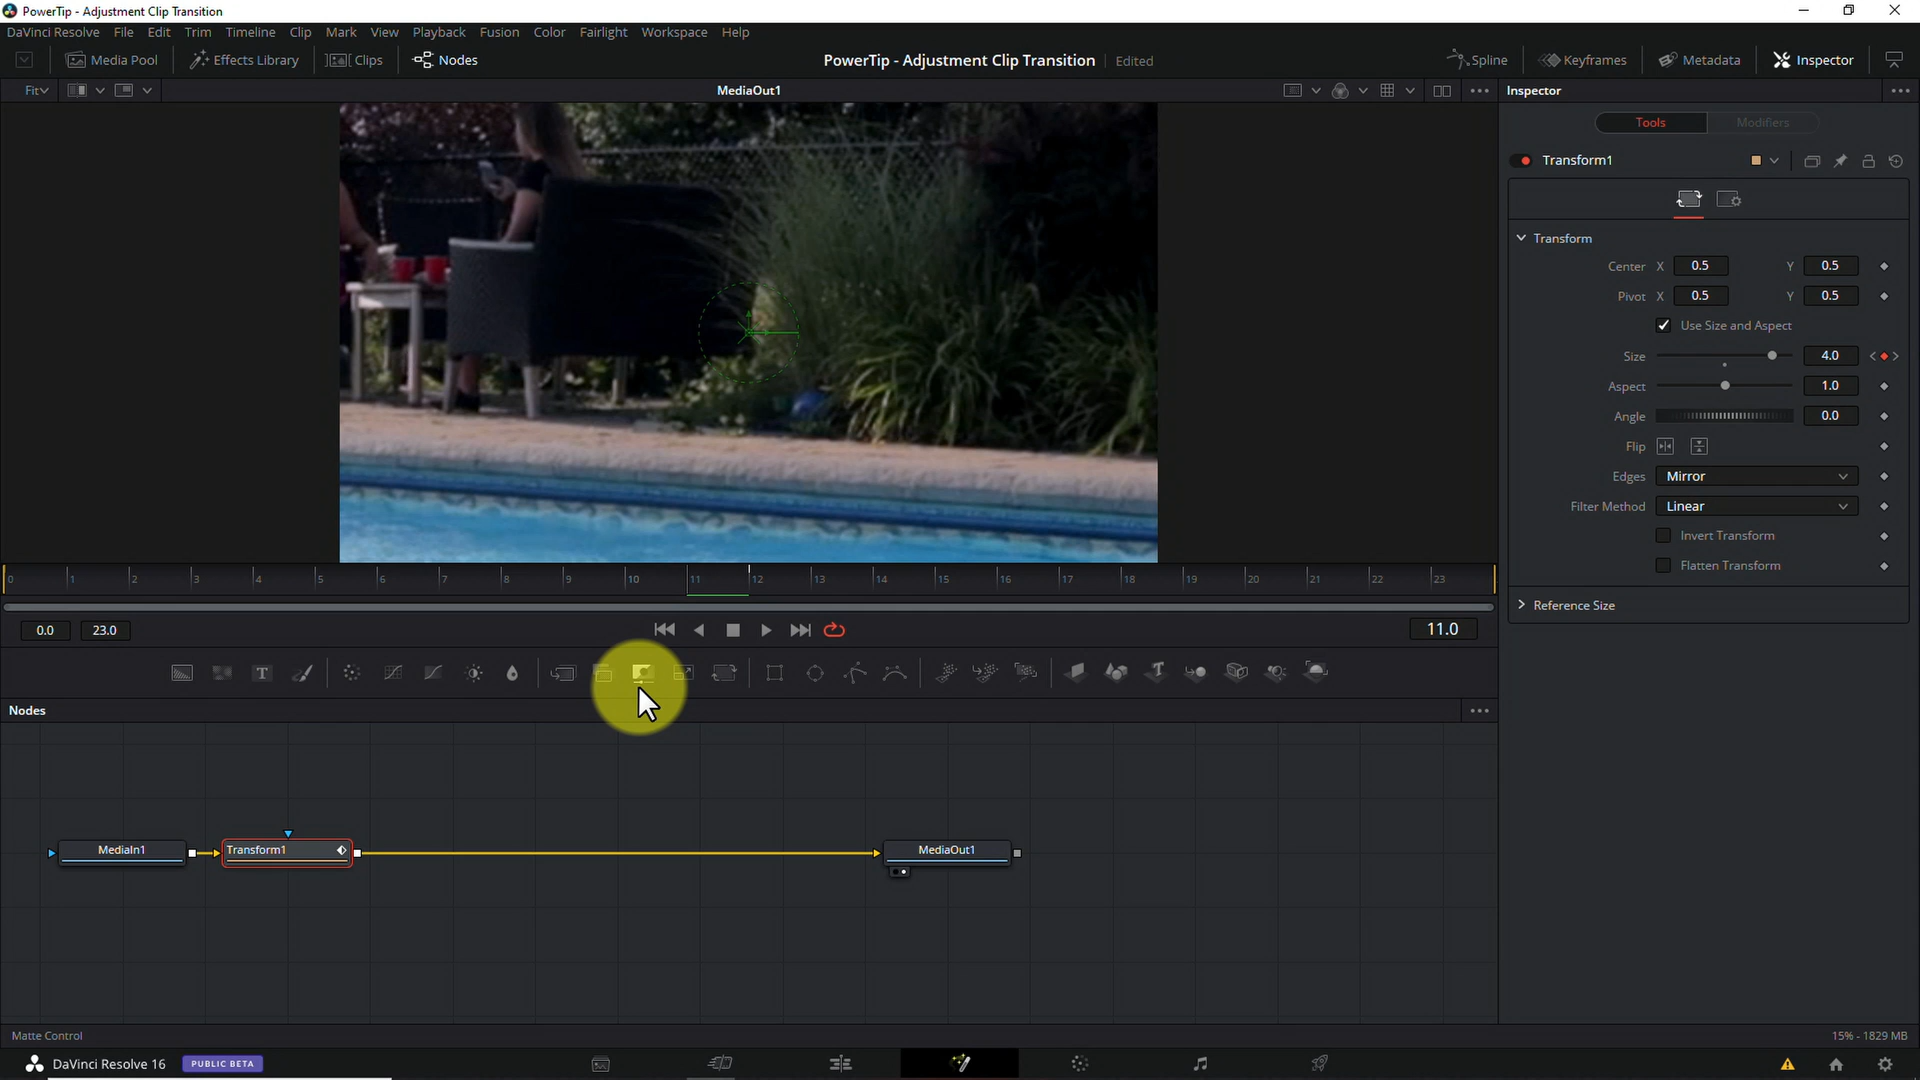 PowerTip - Adjustment Clip Transition
DaVinci Resolve File Edit Trim Timeline Clip Mark View Playback Fusion Color Fairlight Workspace Help
Media Pool Effects Library Clips Nodes PowerTip - Adjustment Clip Transition Edited Spline Keyframes Metadata Inspector
Fit MediaOut1 Inspector
Tools Modifiers
Transform1
Transform
Center X 0.5 Y 0.5
Pivot X 0.5 Y 0.5
Use Size and Aspect
Size 4.0
Aspect 1.0
Angle 0.0
Flip
Edges Mirror
Filter Method Linear
Invert Transform
Flatten Transform
Reference Size
0 1 2 3 4 5 6 7 8 9 10 11 12 13 14 15 16 17 18 19 20 21 22 23
0.0 23.0 11.0
T
Nodes
MediaIn1 Transform1 MediaOut1
Matte Control 15% - 1829 MB
DaVinci Resolve 16 PUBLIC BETA